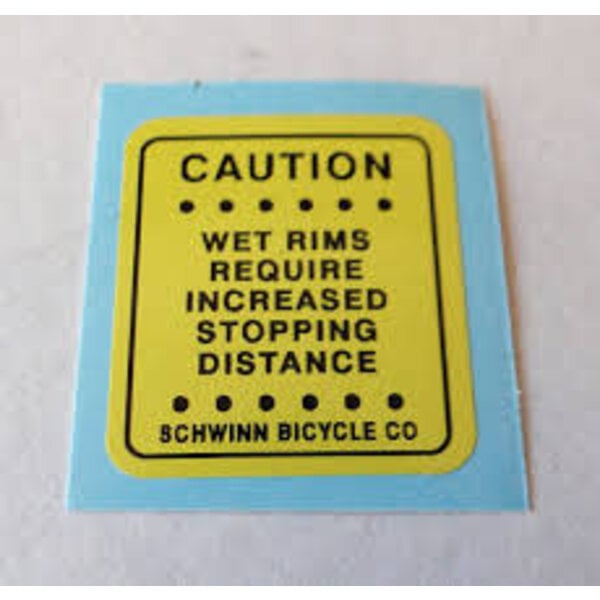 CAUTION
WET RIMS
REQUIRE
INCREASED
STOPPING
DISTANCE
SCHWINN BICYCLE CO